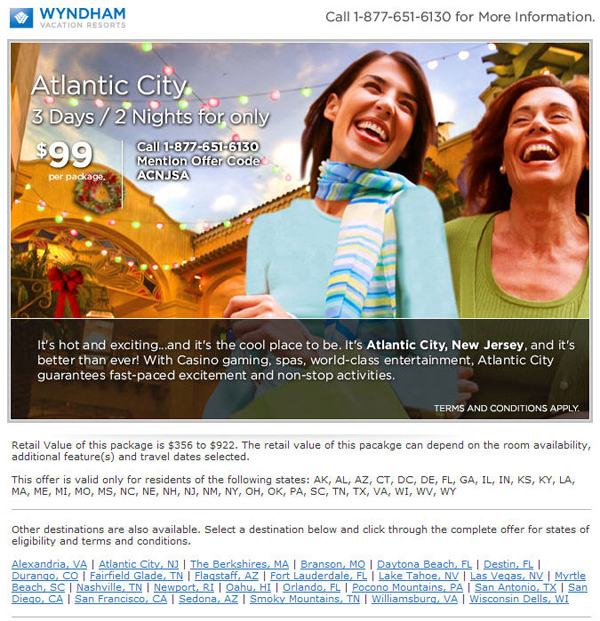 WYNDHAM
VACATION RESORTS
Call 1-877-651-6130 for More Information.
Atlantic City
3 Days / 2 Nights for only
$99
per package.
Call 1-877-651-6130
Mention Offer Code
ACNJSA
It's hot and exciting...and it's the cool place to be. It's Atlantic City, New Jersey, and it's
better than ever! With Casino gaming, spas, world-class entertainment, Atlantic City
guarantees fast-paced excitement and non-stop activities.
TERMS AND CONDITIONS APPLY.
Retail Value of this package is $356 to $922. The retail value of this pacakge can depend on the room availability,
additional feature(s) and travel dates selected.
This offer is valid only for residents of the following states: AK, AL, AZ, CT, DC, DE, FL, GA, IL, IN, KS, KY, LA,
MA, ME, MI, MO, MS, NC, NE, NH, NJ, NM, NY, OH, OK, PA, SC, TN, TX, VA, WI, WV, WY
Other destinations are also available. Select a destination below and click through the complete offer for states of
eligibility and terms and conditions.
Alexandria, VA | Atlantic City, NJ | The Berkshires, MA | Branson, MO | Daytona Beach, FL | Destin, FL |
Durango, CO | Fairfield Glade, TN | Flagstaff, AZ | Fort Lauderdale, FL | Lake Tahoe, NV | Las Vegas, NV | Myrtle
Beach, SC | Nashville, TN | Newport, RI | Oahu, HI | Orlando, FL | Pocono Mountains, PA | San Antonio, TX | San
Diego, CA | San Francisco, CA | Sedona, AZ | Smoky Mountains, TN | Williamsburg, VA | Wisconsin Dells, WI